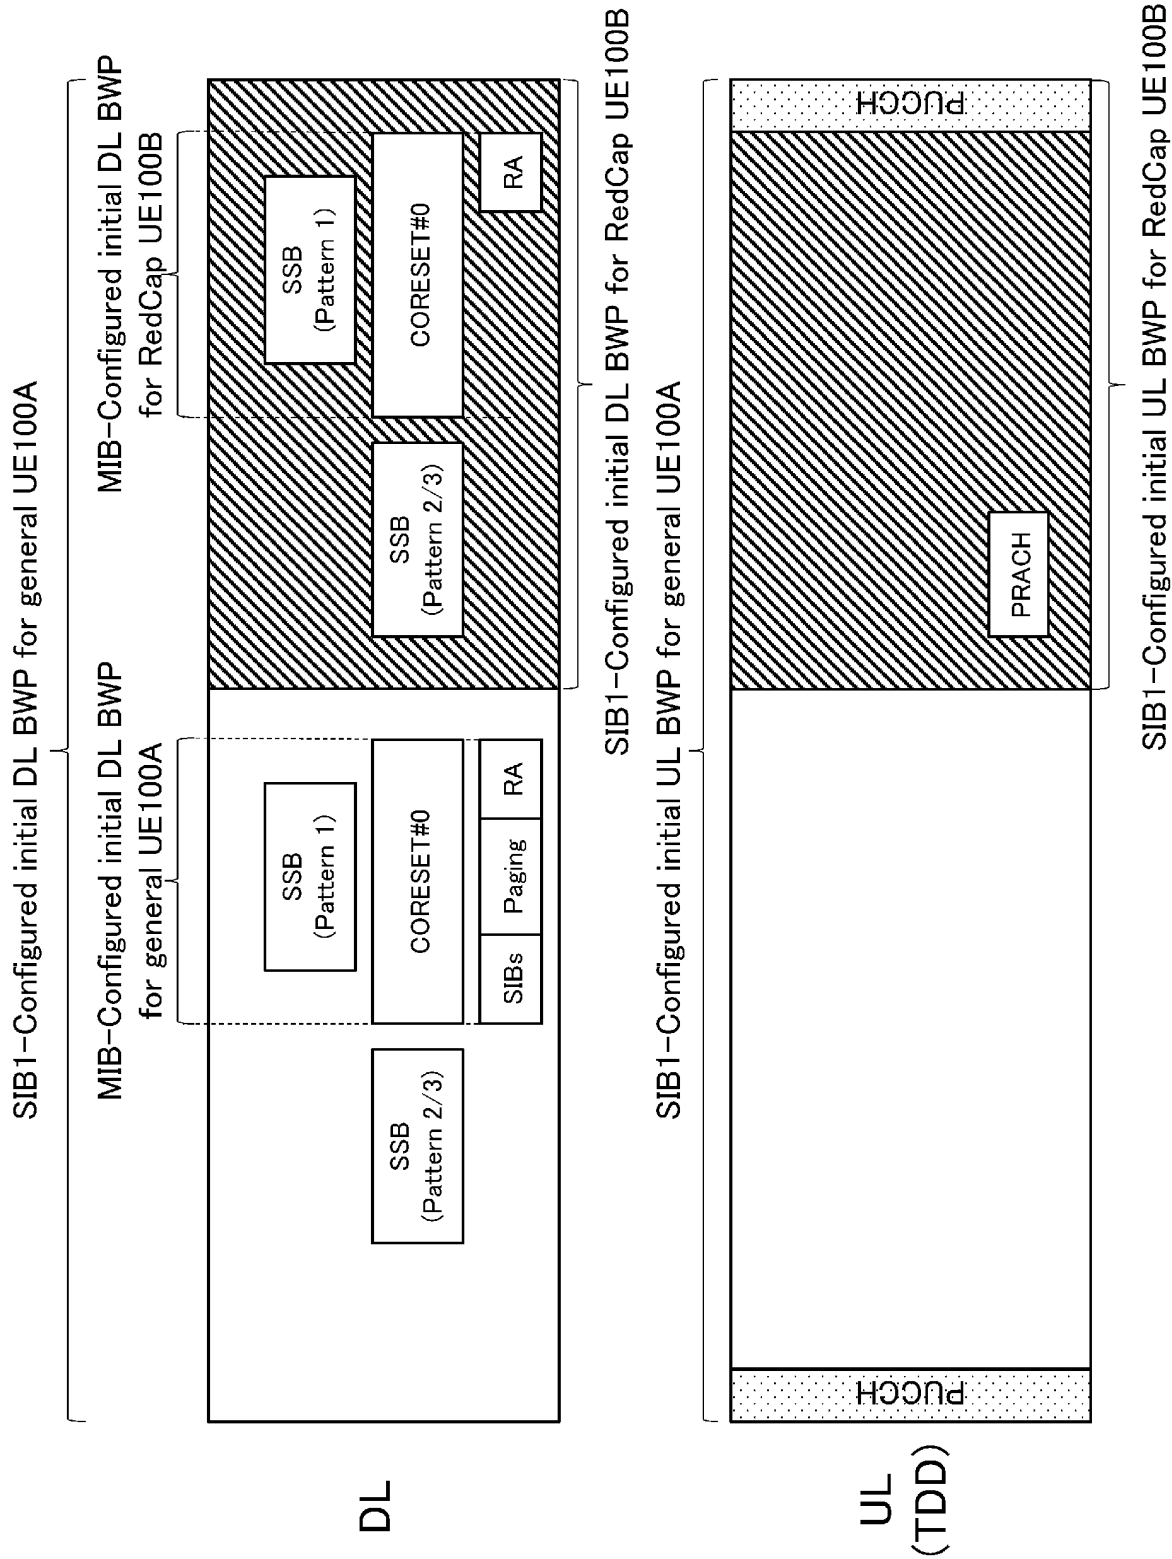 SIB1-Configured initial DL BWP for general UE100A
MIB-Configured initial DL BWP
for general UE100A
MIB-Configured initial DL BWP
for RedCap UE100B
DL
SSB
(Pattern 2/3)
SSB
(Pattern 1)
CORESET#0
SIBs
Paging
RA
SSB
(Pattern 2/3)
SSB
(Pattern 1)
CORESET#0
RA
SIB1-Configured initial DL BWP for RedCap UE100B
SIB1-Configured initial UL BWP for general UE100A
UL
(TDD)
PUCCH
PRACH
PUCCH
SIB1-Configured initial UL BWP for RedCap UE100B